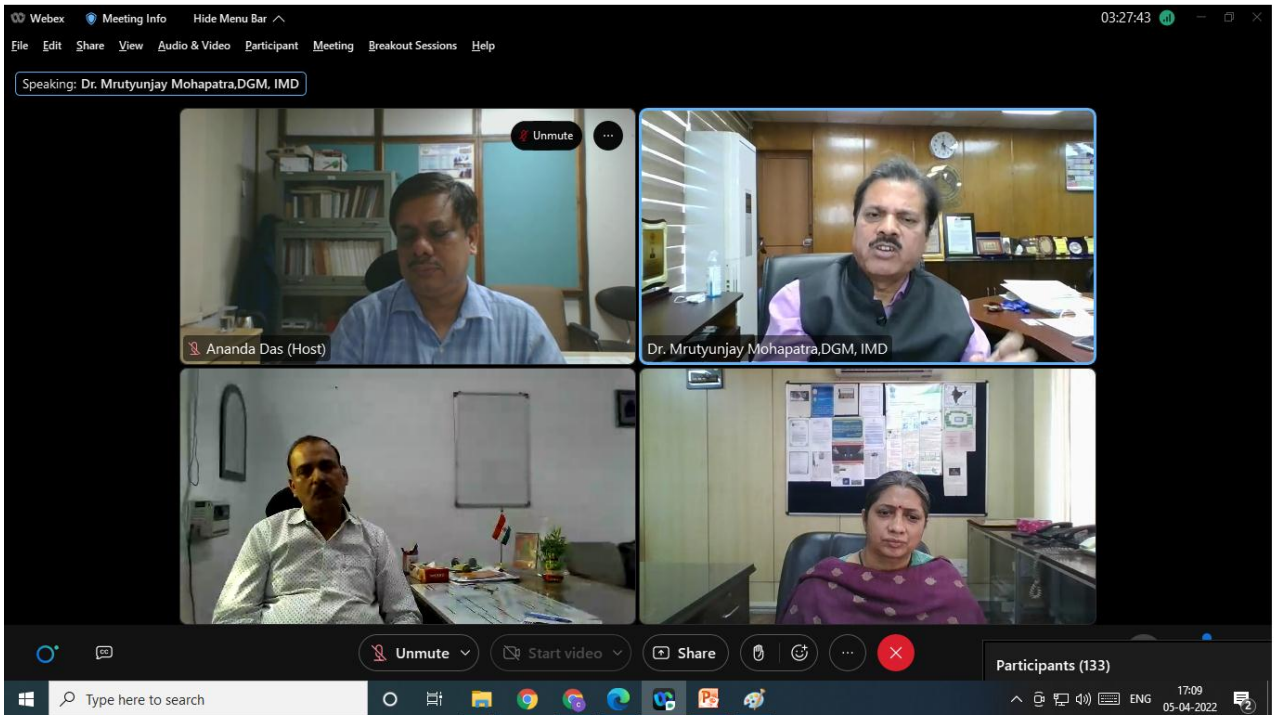 Webex Meeting Info Hide Menu Bar 03:27:43
File Edit Share View Audio & Video Participant Meeting Breakout Sessions Help
Speaking: Dr. Mrutyunjay Mohapatra,DGM, IMD
Unmute
Ananda Das (Host)
Dr. Mrutyunjay Mohapatra,DGM, IMD
CC
Unmute Start video Share
Participants (133)
Type here to search
ENG
17:09
05-04-2022
2